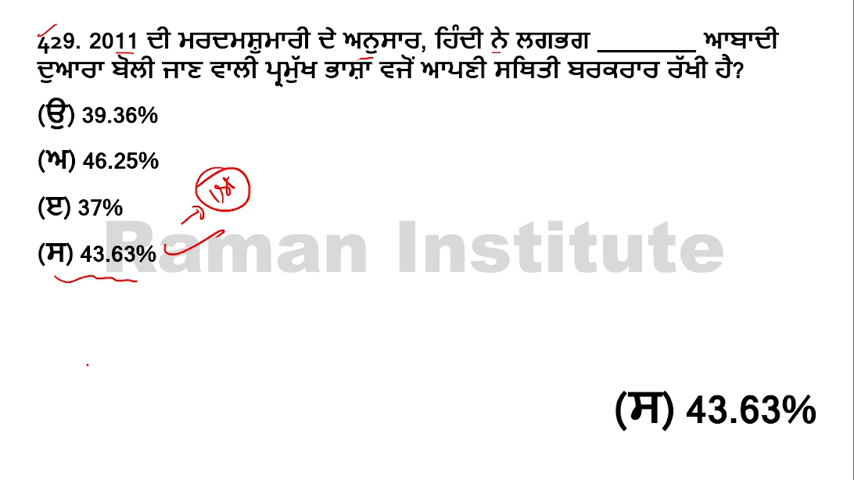 429. 2011 ਦੀ ਮਰਦਮਸ਼ੁਮਾਰੀ ਦੇ ਅਨੁਸਾਰ, ਹਿੰਦੀ ਨੇ ਲਗਭਗ ________ ਆਬਾਦੀ
ਦੁਆਰਾ ਬੋਲੀ ਜਾਣ ਵਾਲੀ ਪ੍ਰਮੁੱਖ ਭਾਸ਼ਾ ਵਜੋਂ ਆਪਣੀ ਸਥਿਤੀ ਬਰਕਰਾਰ ਰੱਖੀ ਹੈ?
(ਉ) 39.36%
(ਅ) 46.25%
(ੲ) 37%
(ਸ) 43.63%
Raman Institute
(ਸ) 43.63%